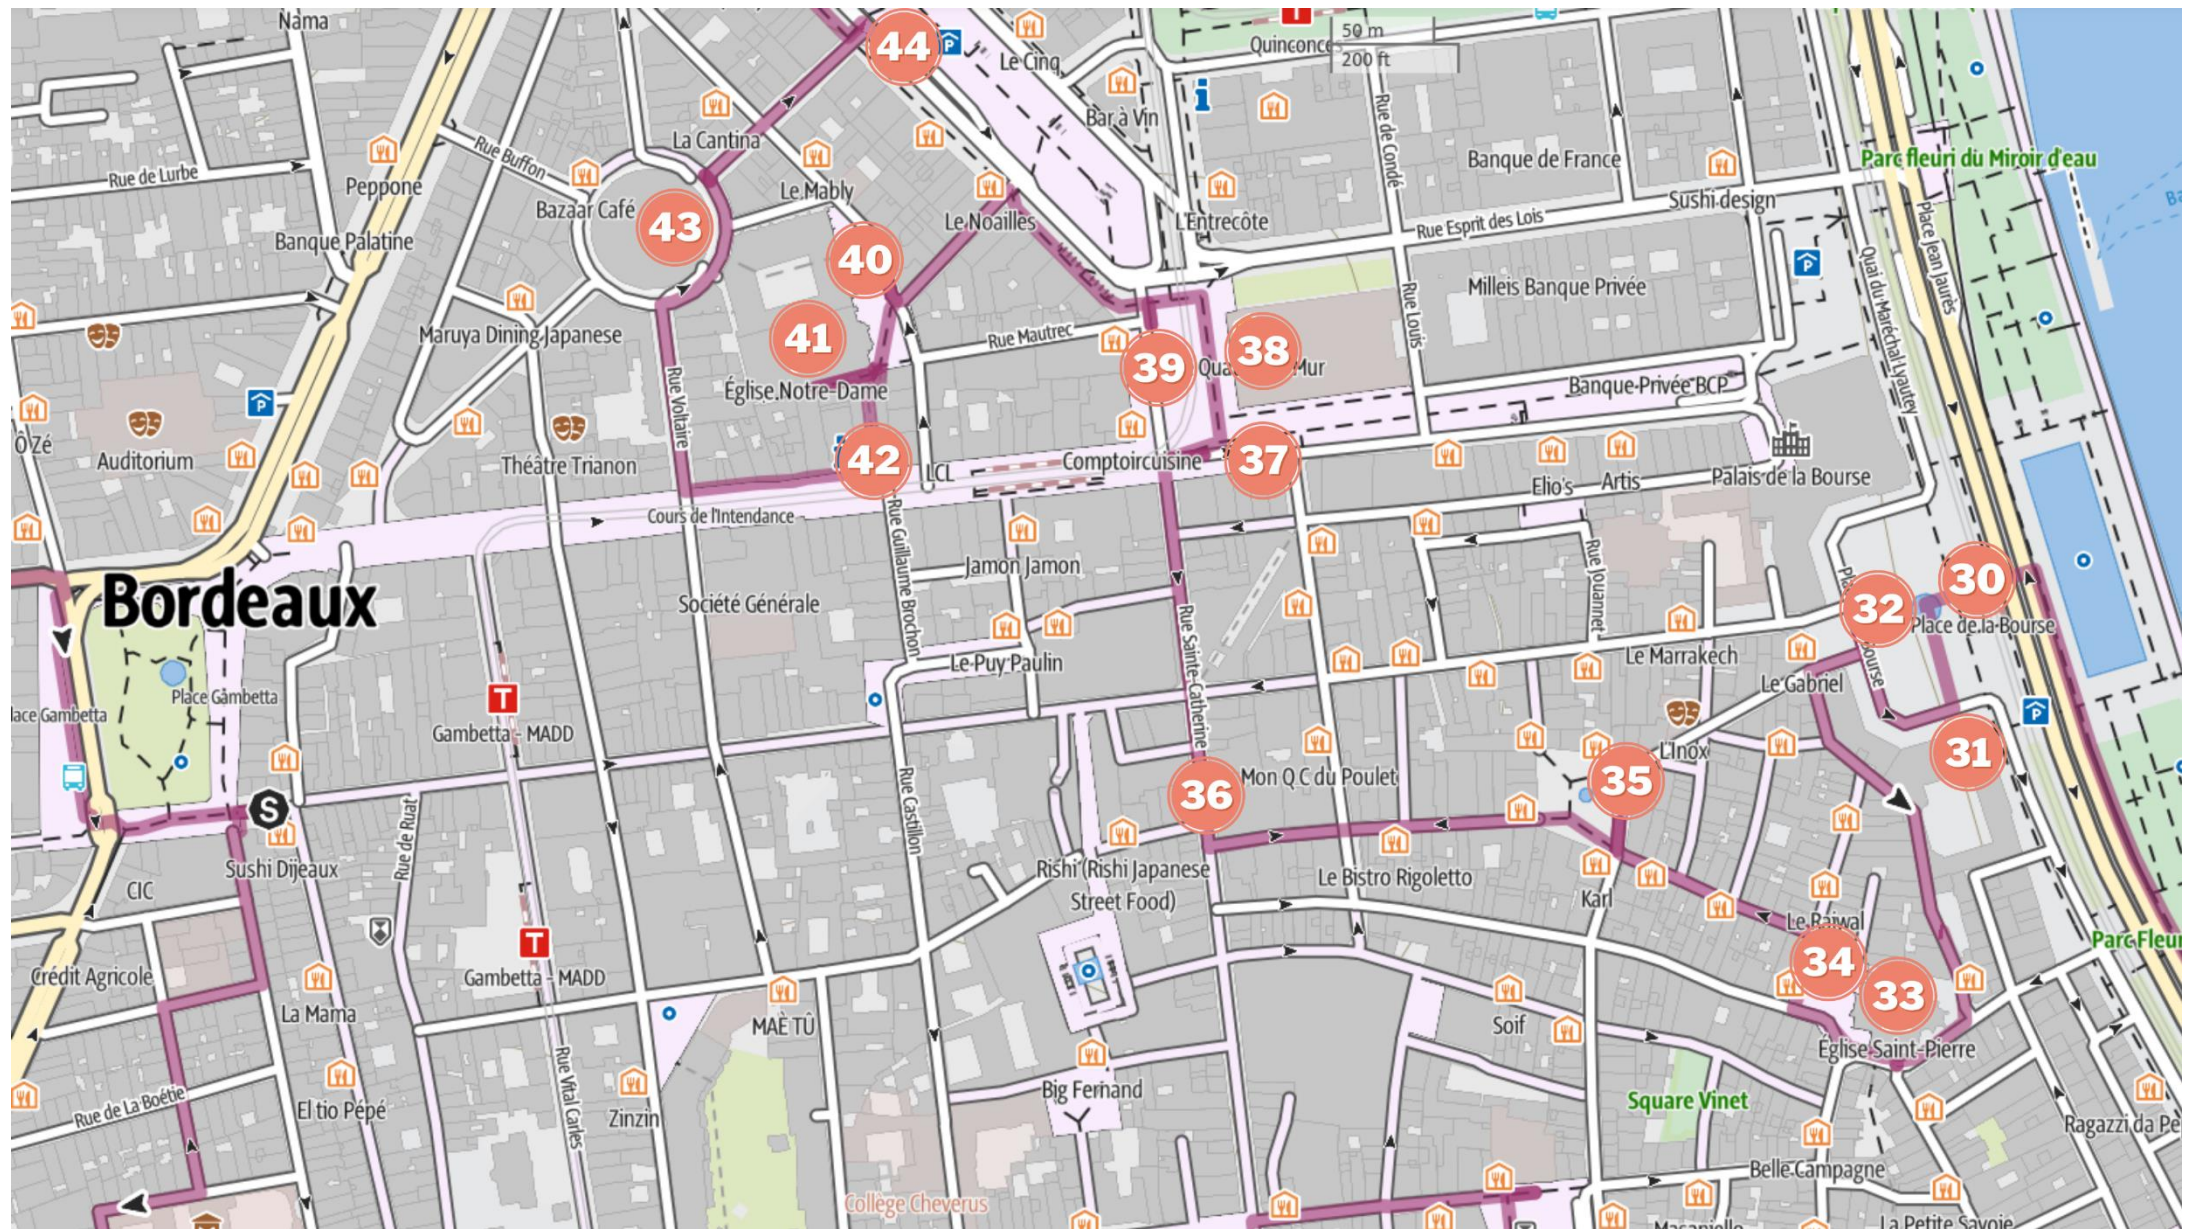 Nama
44
P
Le Cinq
T
Quinconces
50 m
200 ft
Bar à Vin
i
Rue de Condé
Banque de France
Parc fleuri du Miroir d'eau
Sushi design
Place Jean Jaurès
La Cantina
Rue Buffon
Rue de Lurbe
Peppone
Bazaar Café
43
Le Mably
Le Noailles
L'Entrecôte
Rue Esprit des Lois
Banque Palatine
40
P
Quai du Maréchal Lyautey
Milleis Banque Privée
Rue Louis
Maruya Dining Japanese
41
Rue Mautrec
39
38
Mur
Église Notre-Dame
Rue Voltaire
Banque Privée BCP
P
Ô Zé
Auditorium
Théâtre Trianon
42
LCL
Comptoircuisine
37
Elio's
Artis
Palais de la Bourse
Cours de l'Intendance
Rue Guillaume Brochon
Jamon Jamon
Rue Jouannet
Bordeaux
Société Générale
Rue Sainte-Catherine
30
32
Place de la Bourse
Bourse
Le Puy Paulin
Le Marrakech
Le Gabriel
Place Gambetta
lace Gambetta
T
Gambetta - MADD
P
31
L'Inox
35
36
Mon Q.C du Poulet
S
Rue de Ruat
Rue Castillon
Sushi Dijeaux
Rishi (Rishi Japanese
Street Food)
Le Bistro Rigoletto
Karl
CIC
Le Rajwal
T
Gambetta - MADD
Parc Fleur
Crédit Agricole
34
33
La Mama
MAÈ TÛ
Soif
Église Saint-Pierre
Rue Vital Carles
Rue de La Boétie
El tio Pépé
Zinzin
Big Fernand
Square Vinet
Ragazzi da Pe
Belle Campagne
Collège Cheverus
Masaniello
La Petite Savoie